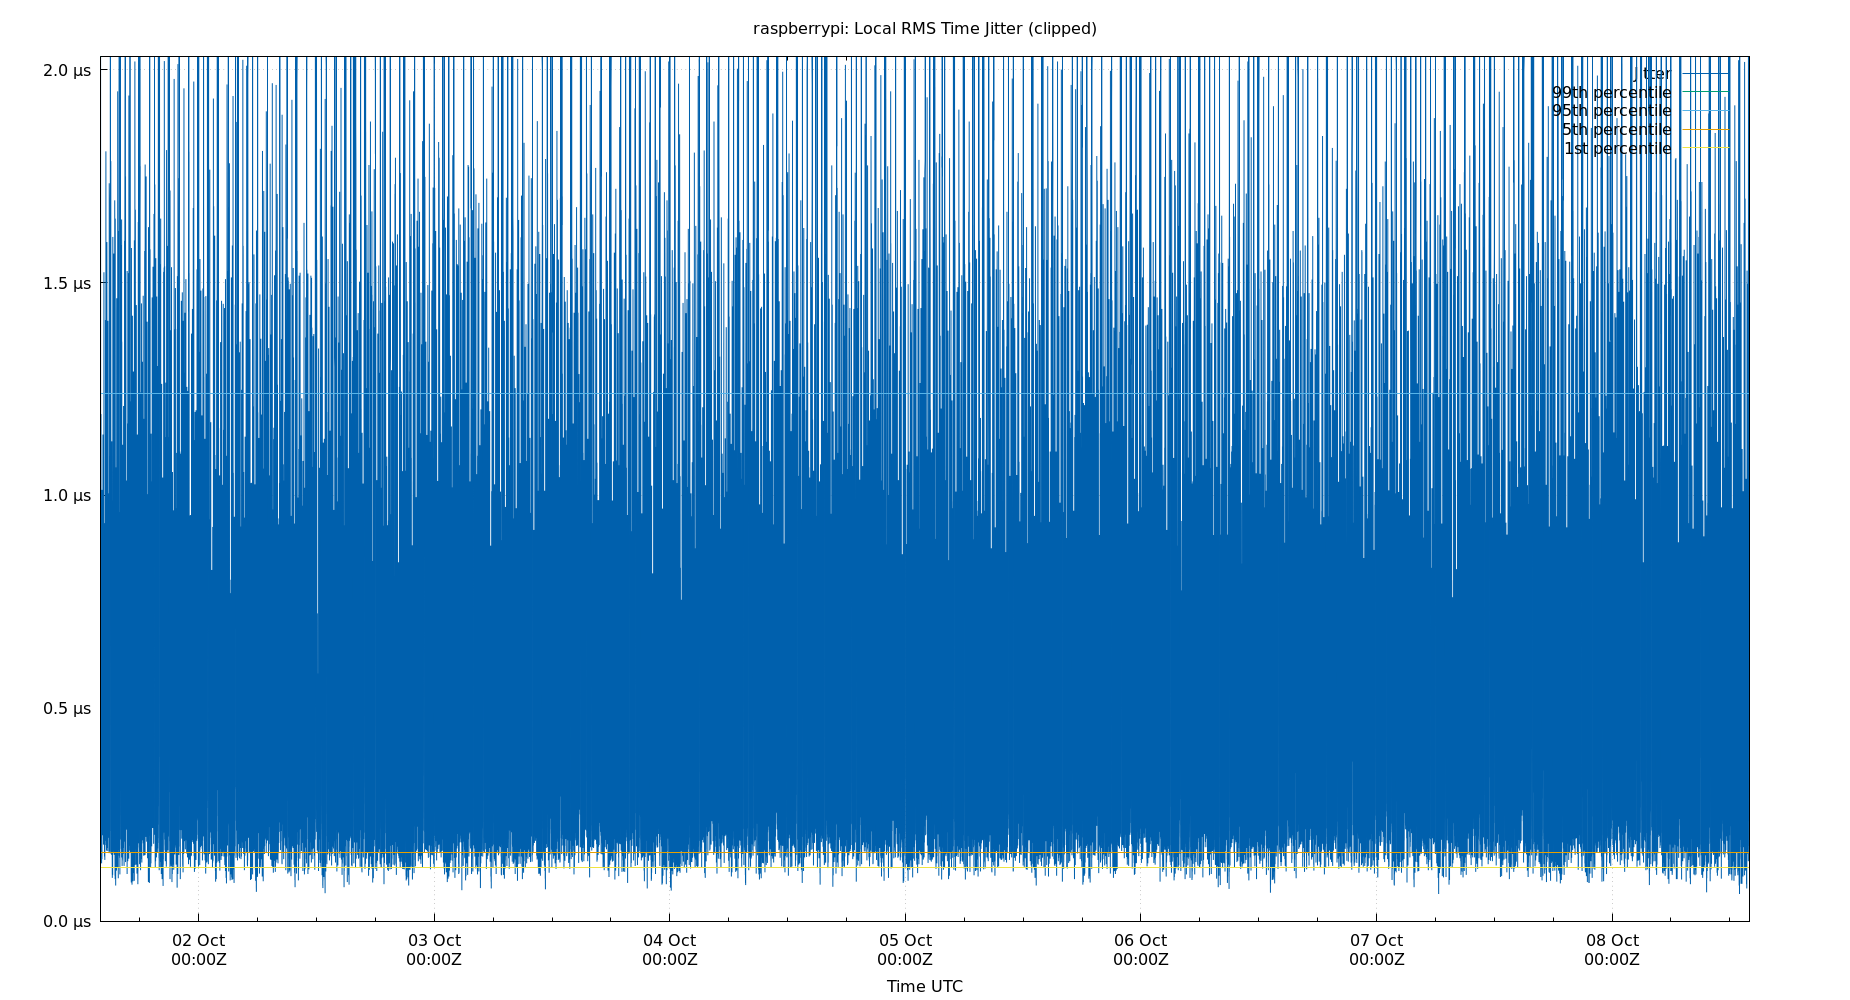 raspberrypi: Local RMS Time Jitter (clipped)
2.0 µs
1.5 µs
1.0 µs
0.5 µs
0.0 µs
jitter
99th percentile
95th percentile
5th percentile
1st percentile
02 Oct 03 Oct 04 Oct 05 Oct 06 Oct 07 Oct 08 Oct
00:00Z 00:00Z 00:00Z 00:00Z 00:00Z 00:00Z 00:00Z
Time UTC